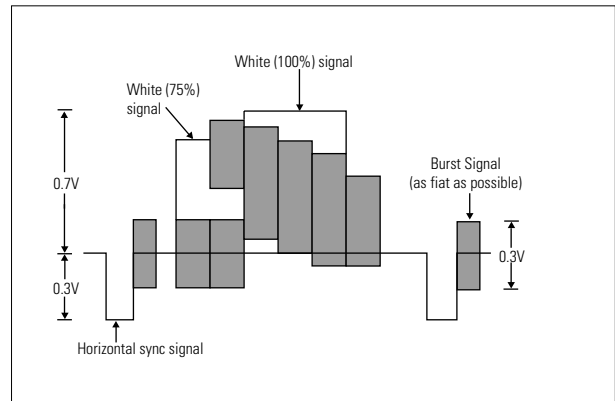 White (100%) signal
White (75%)
signal
Burst Signal
(as fiat as possible)
0.7V
0.3V
0.3V
Horizontal sync signal